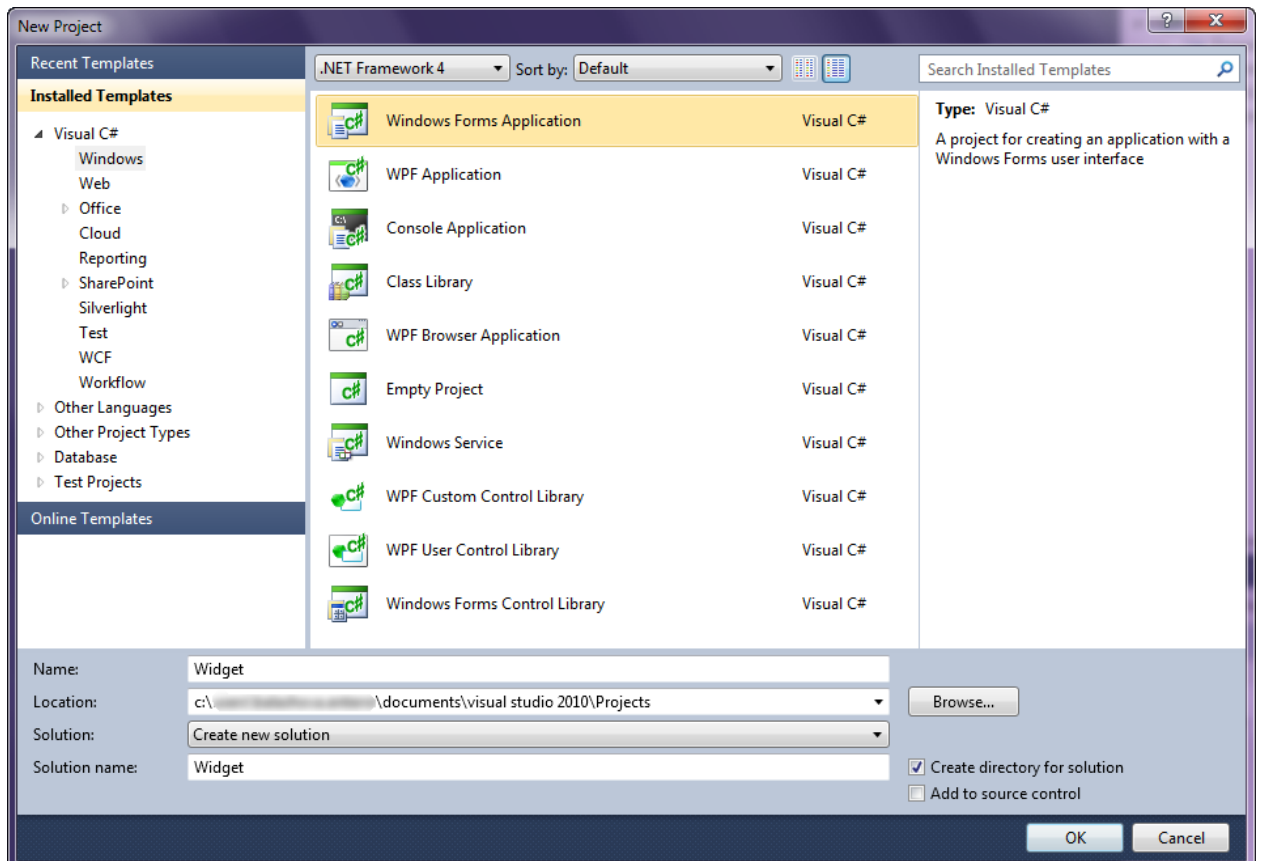 New Project
Recent Templates
Installed Templates
Visual C#
Windows
Web
Office
Cloud
Reporting
SharePoint
Silverlight
Test
WCF
Workflow
Other Languages
Other Project Types
Database
Test Projects
Online Templates
.NET Framework 4 Sort by: Default
Windows Forms Application Visual C#
WPF Application Visual C#
Console Application Visual C#
Class Library Visual C#
WPF Browser Application Visual C#
Empty Project Visual C#
Windows Service Visual C#
WPF Custom Control Library Visual C#
WPF User Control Library Visual C#
Windows Forms Control Library Visual C#
Search Installed Templates
Type: Visual C#
A project for creating an application with a
Windows Forms user interface
Name: Widget
Location: c:\ \documents\visual studio 2010\Projects Browse...
Solution: Create new solution
Solution name: Widget
Create directory for solution
Add to source control
OK Cancel